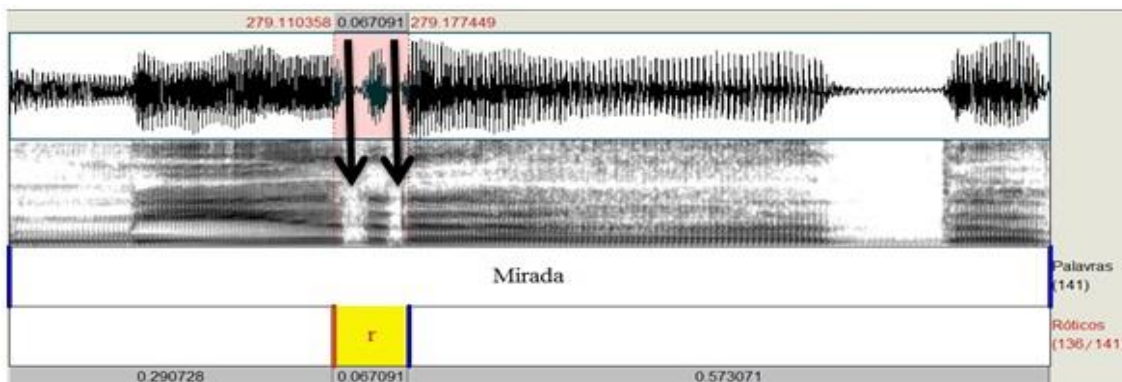 279.110358 0.067091 279.177449
Mirada
Palavras
(141)
r
Róticos
(136/141)
0.290728 0.067091 0.573071